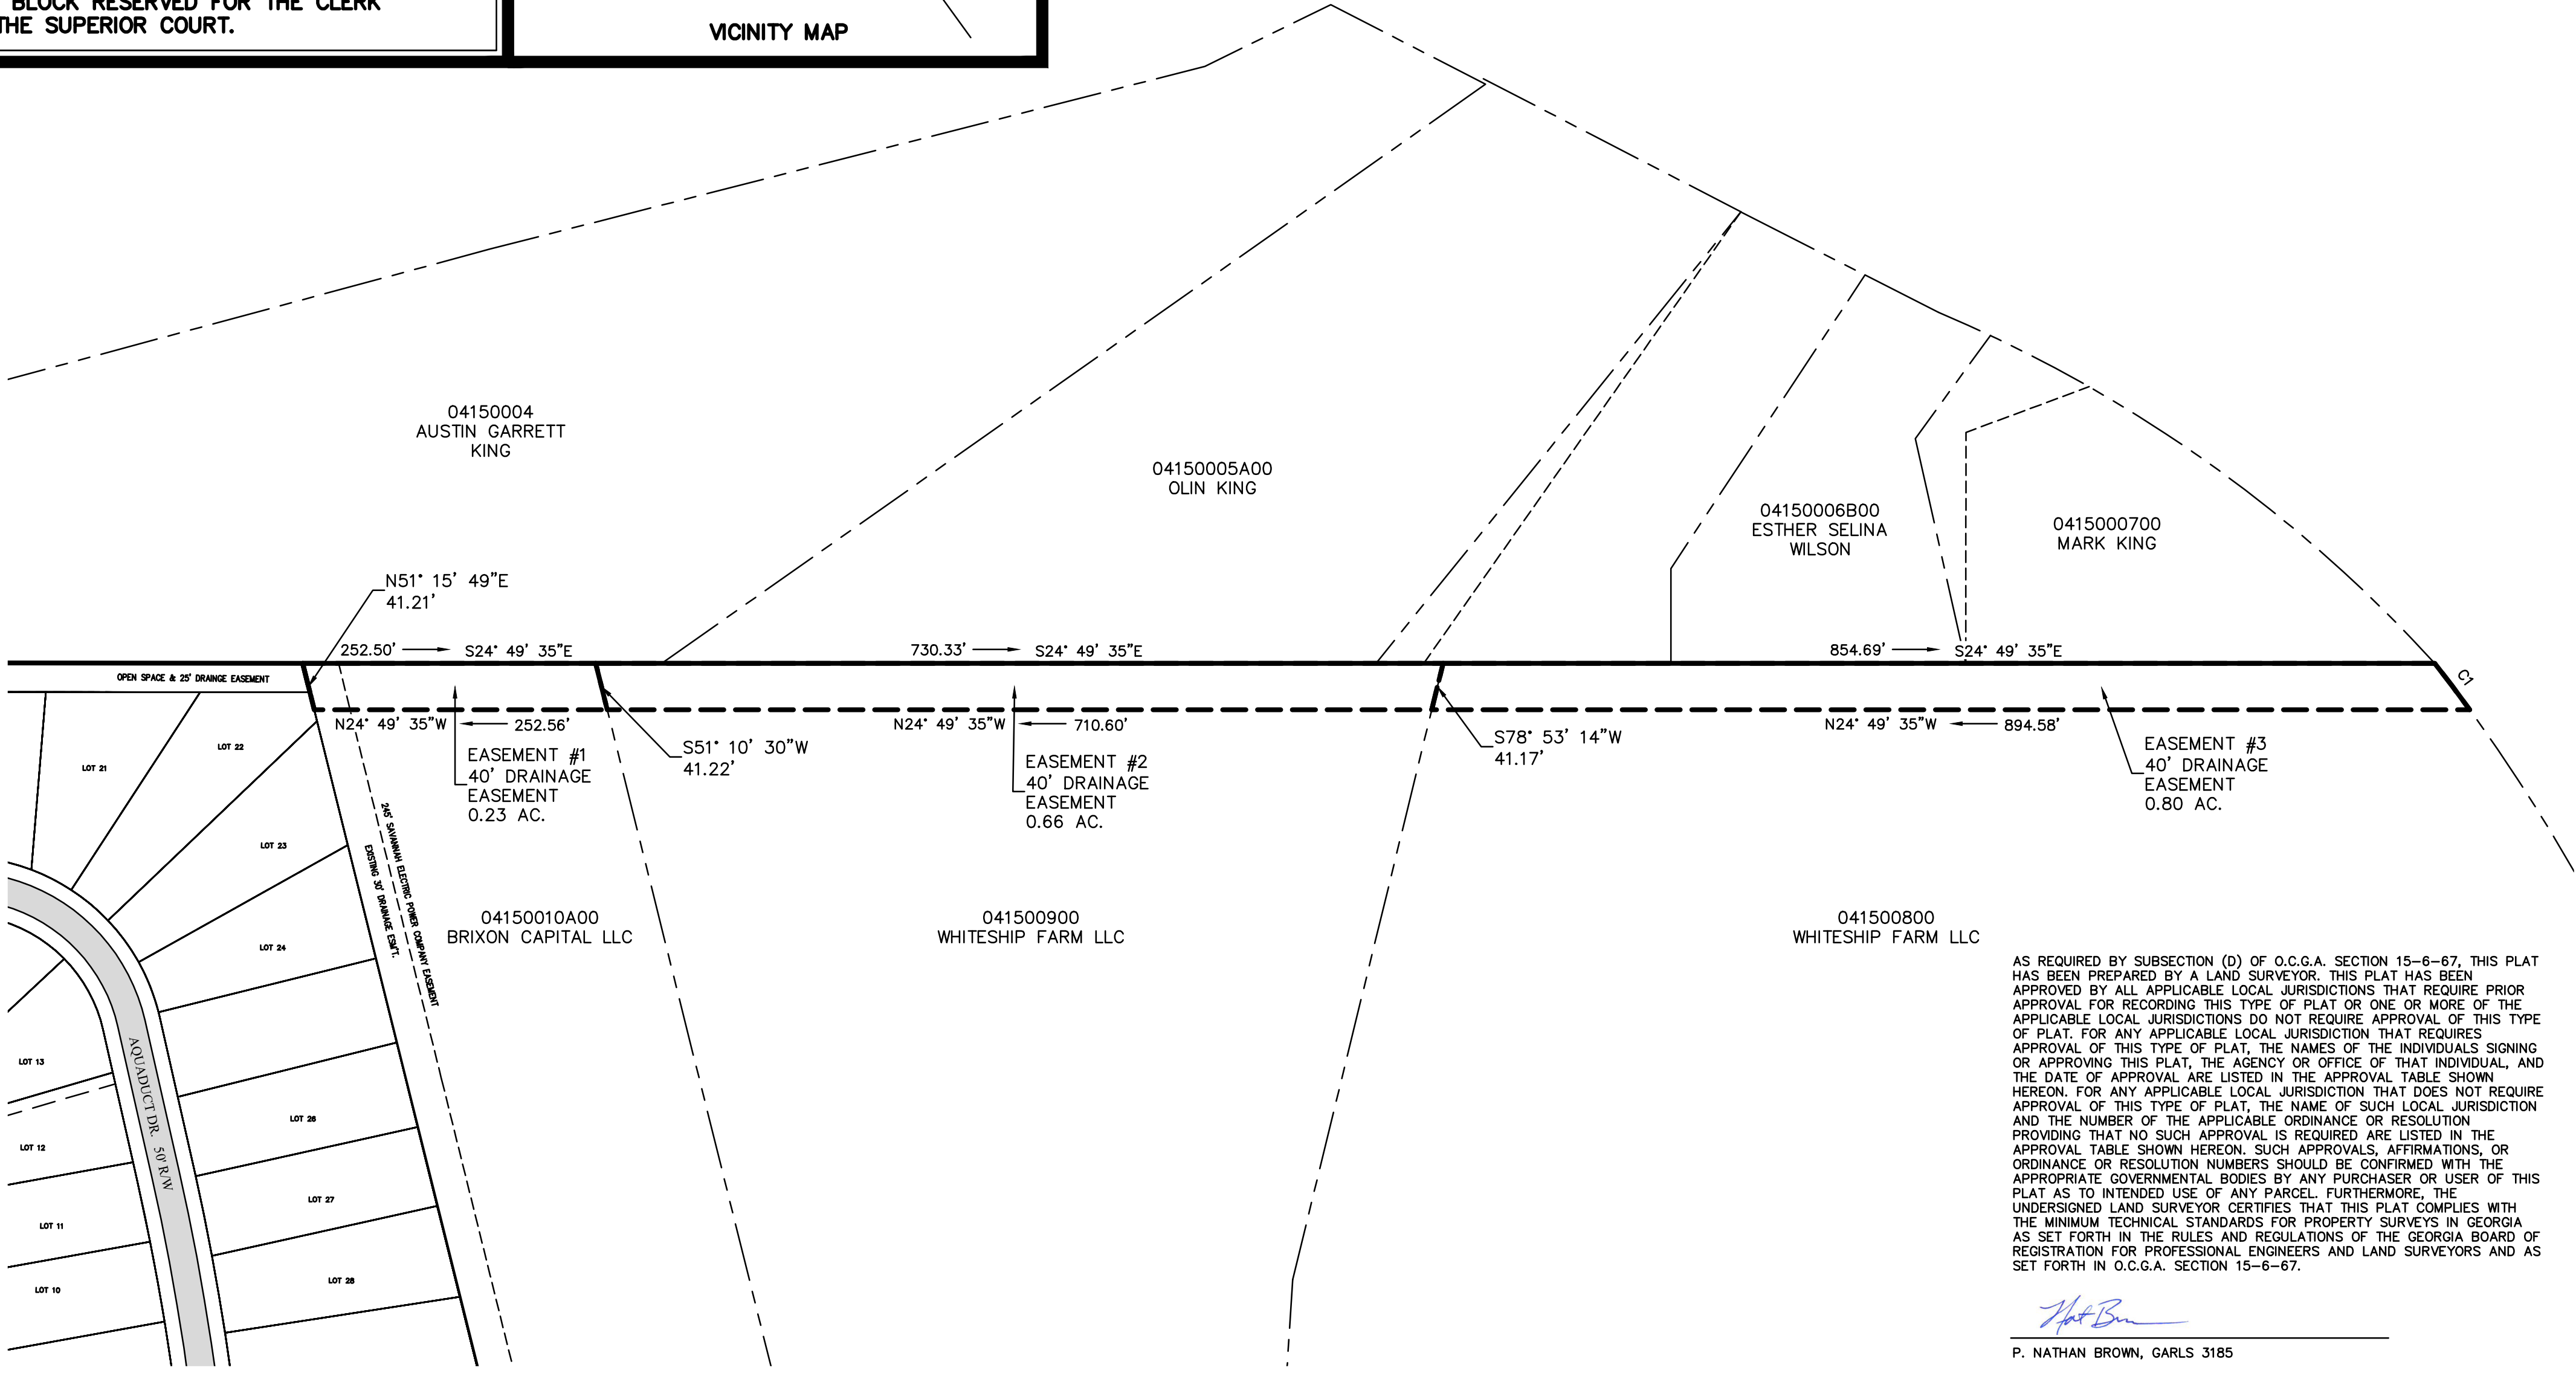 BLOCK RESERVED FOR THE CLERK
THE SUPERIOR COURT.
VICINITY MAP
04150004
AUSTIN GARRETT
KING
04150005A00
OLIN KING
04150006B00
ESTHER SELINA
WILSON
0415000700
MARK KING
N51° 15' 49"E
41.21'
252.50'
S24° 49' 35"E
730.33'
S24° 49' 35"E
854.69'
S24° 49' 35"E
C1
OPEN SPACE & 25' DRAINGE EASEMENT
N24° 49' 35"W
252.56'
N24° 49' 35"W
710.60'
N24° 49' 35"W
894.58'
S51° 10' 30"W
41.22'
S78° 53' 14"W
41.17'
EASEMENT #1
40' DRAINAGE
EASEMENT
0.23 AC.
EASEMENT #2
40' DRAINAGE
EASEMENT
0.66 AC.
EASEMENT #3
40' DRAINAGE
EASEMENT
0.80 AC.
LOT 21
LOT 22
LOT 23
LOT 24
LOT 26
LOT 27
LOT 28
LOT 13
LOT 12
LOT 11
LOT 10
AQUADUCT DR. 50' R/W
245' SAVANNAH ELECTRIC POWER COMPANY EASEMENT
EXISTING 30' DRAINAGE ESM'T.
04150010A00
BRIXON CAPITAL LLC
041500900
WHITESHIP FARM LLC
041500800
WHITESHIP FARM LLC
AS REQUIRED BY SUBSECTION (D) OF O.C.G.A. SECTION 15-6-67, THIS PLAT
HAS BEEN PREPARED BY A LAND SURVEYOR. THIS PLAT HAS BEEN
APPROVED BY ALL APPLICABLE LOCAL JURISDICTIONS THAT REQUIRE PRIOR
APPROVAL FOR RECORDING THIS TYPE OF PLAT OR ONE OR MORE OF THE
APPLICABLE LOCAL JURISDICTIONS DO NOT REQUIRE APPROVAL OF THIS TYPE
OF PLAT. FOR ANY APPLICABLE LOCAL JURISDICTION THAT REQUIRES
APPROVAL OF THIS TYPE OF PLAT, THE NAMES OF THE INDIVIDUALS SIGNING
OR APPROVING THIS PLAT, THE AGENCY OR OFFICE OF THAT INDIVIDUAL, AND
THE DATE OF APPROVAL ARE LISTED IN THE APPROVAL TABLE SHOWN
HEREON. FOR ANY APPLICABLE LOCAL JURISDICTION THAT DOES NOT REQUIRE
APPROVAL OF THIS TYPE OF PLAT, THE NAME OF SUCH LOCAL JURISDICTION
AND THE NUMBER OF THE APPLICABLE ORDINANCE OR RESOLUTION
PROVIDING THAT NO SUCH APPROVAL IS REQUIRED ARE LISTED IN THE
APPROVAL TABLE SHOWN HEREON. SUCH APPROVALS, AFFIRMATIONS, OR
ORDINANCE OR RESOLUTION NUMBERS SHOULD BE CONFIRMED WITH THE
APPROPRIATE GOVERNMENTAL BODIES BY ANY PURCHASER OR USER OF THIS
PLAT AS TO INTENDED USE OF ANY PARCEL. FURTHERMORE, THE
UNDERSIGNED LAND SURVEYOR CERTIFIES THAT THIS PLAT COMPLIES WITH
THE MINIMUM TECHNICAL STANDARDS FOR PROPERTY SURVEYS IN GEORGIA
AS SET FORTH IN THE RULES AND REGULATIONS OF THE GEORGIA BOARD OF
REGISTRATION FOR PROFESSIONAL ENGINEERS AND LAND SURVEYORS AND AS
SET FORTH IN O.C.G.A. SECTION 15-6-67.
P. NATHAN BROWN, GARLS 3185